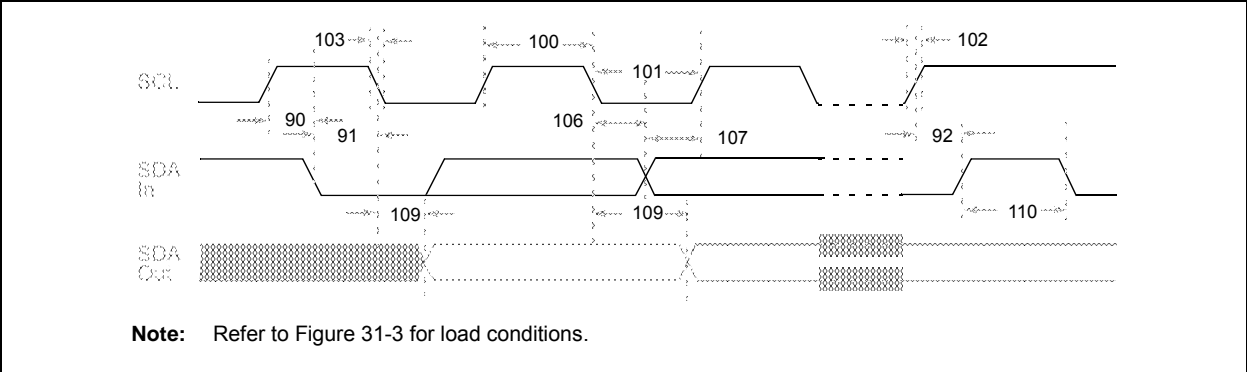 103
100
102
SCL
101
90
91
106
107
92
SDA
In
109
109
110
SDA
Out
Note: Refer to Figure 31-3 for load conditions.